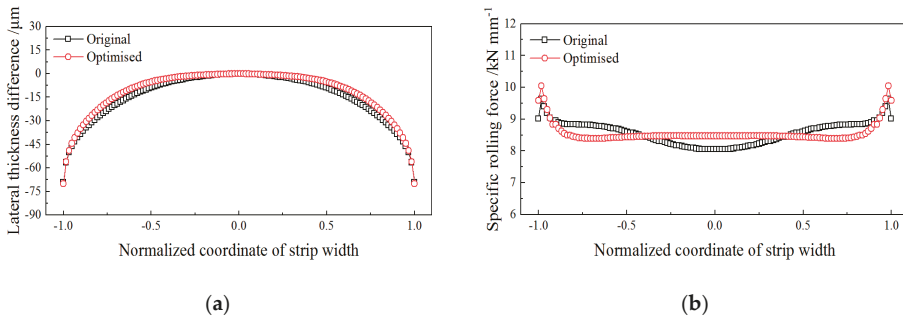 Lateral thickness difference /μm
30
15
0
-15
-30
-45
-60
-75
-90
Original
Optimised
-1.0
-0.5
0.0
0.5
1.0
Normalized coordinate of strip width
(a)
Specific rolling force /kN mm⁻¹
12
11
10
9
8
7
6
Original
Optimised
-1.0
-0.5
0.0
0.5
1.0
Normalized coordinate of strip width
(b)